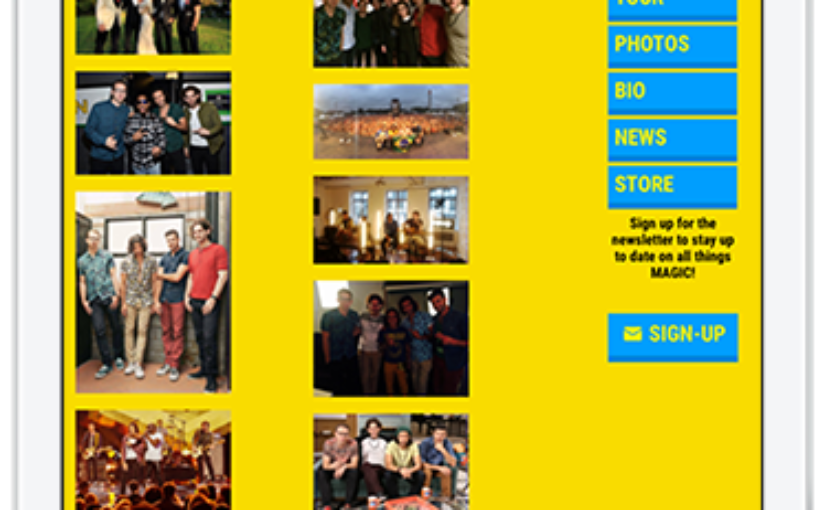 TOUR
PHOTOS
BIO
NEWS
STORE
Sign up for the
newsletter to stay up
to date on all things
MAGIC!
SIGN-UP